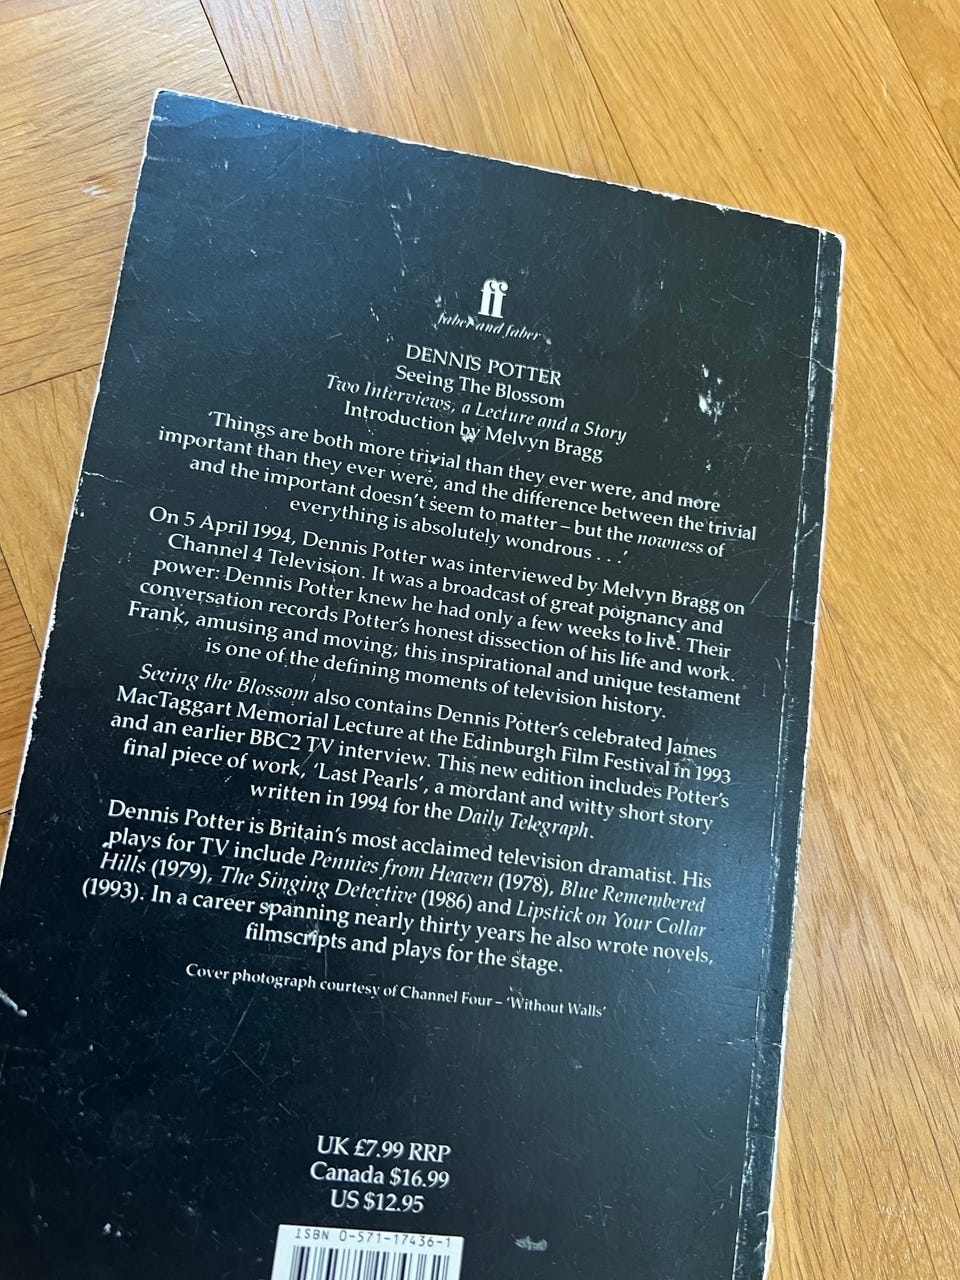 ff
faber and faber
DENNIS POTTER
Seeing The Blossom
Two Interviews, a Lecture and a Story
Introduction by Melvyn Bragg
‘Things are both more trivial than they ever were, and more
important than they ever were, and the difference between the trivial
and the important doesn’t seem to matter – but the nowness of
everything is absolutely wondrous . . .’
On 5 April 1994, Dennis Potter was interviewed by Melvyn Bragg on
Channel 4 Television. It was a broadcast of great poignancy and
power: Dennis Potter knew he had only a few weeks to live. Their
conversation records Potter’s honest dissection of his life and work.
Frank, amusing and moving, this inspirational and unique testament
is one of the defining moments of television history.
Seeing the Blossom also contains Dennis Potter’s celebrated James
MacTaggart Memorial Lecture at the Edinburgh Film Festival in 1993
and an earlier BBC2 TV interview. This new edition includes Potter’s
final piece of work, ‘Last Pearls’, a mordant and witty short story
written in 1994 for the Daily Telegraph.
Dennis Potter is Britain’s most acclaimed television dramatist. His
plays for TV include Pennies from Heaven (1978), Blue Remembered
Hills (1979), The Singing Detective (1986) and Lipstick on Your Collar
(1993). In a career spanning nearly thirty years he also wrote novels,
filmscripts and plays for the stage.
Cover photograph courtesy of Channel Four – ‘Without Walls’
UK £7.99 RRP
Canada $16.99
US $12.95
ISBN 0-571-17436-1